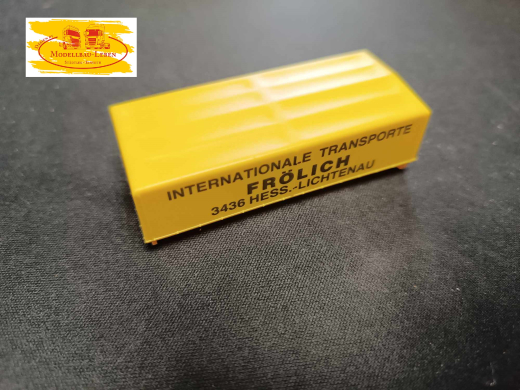 MODELLBAU-LEBEN
INTERNATIONALE TRANSPORTE
FRÖLICH
3436 HESS.-LICHTENAU